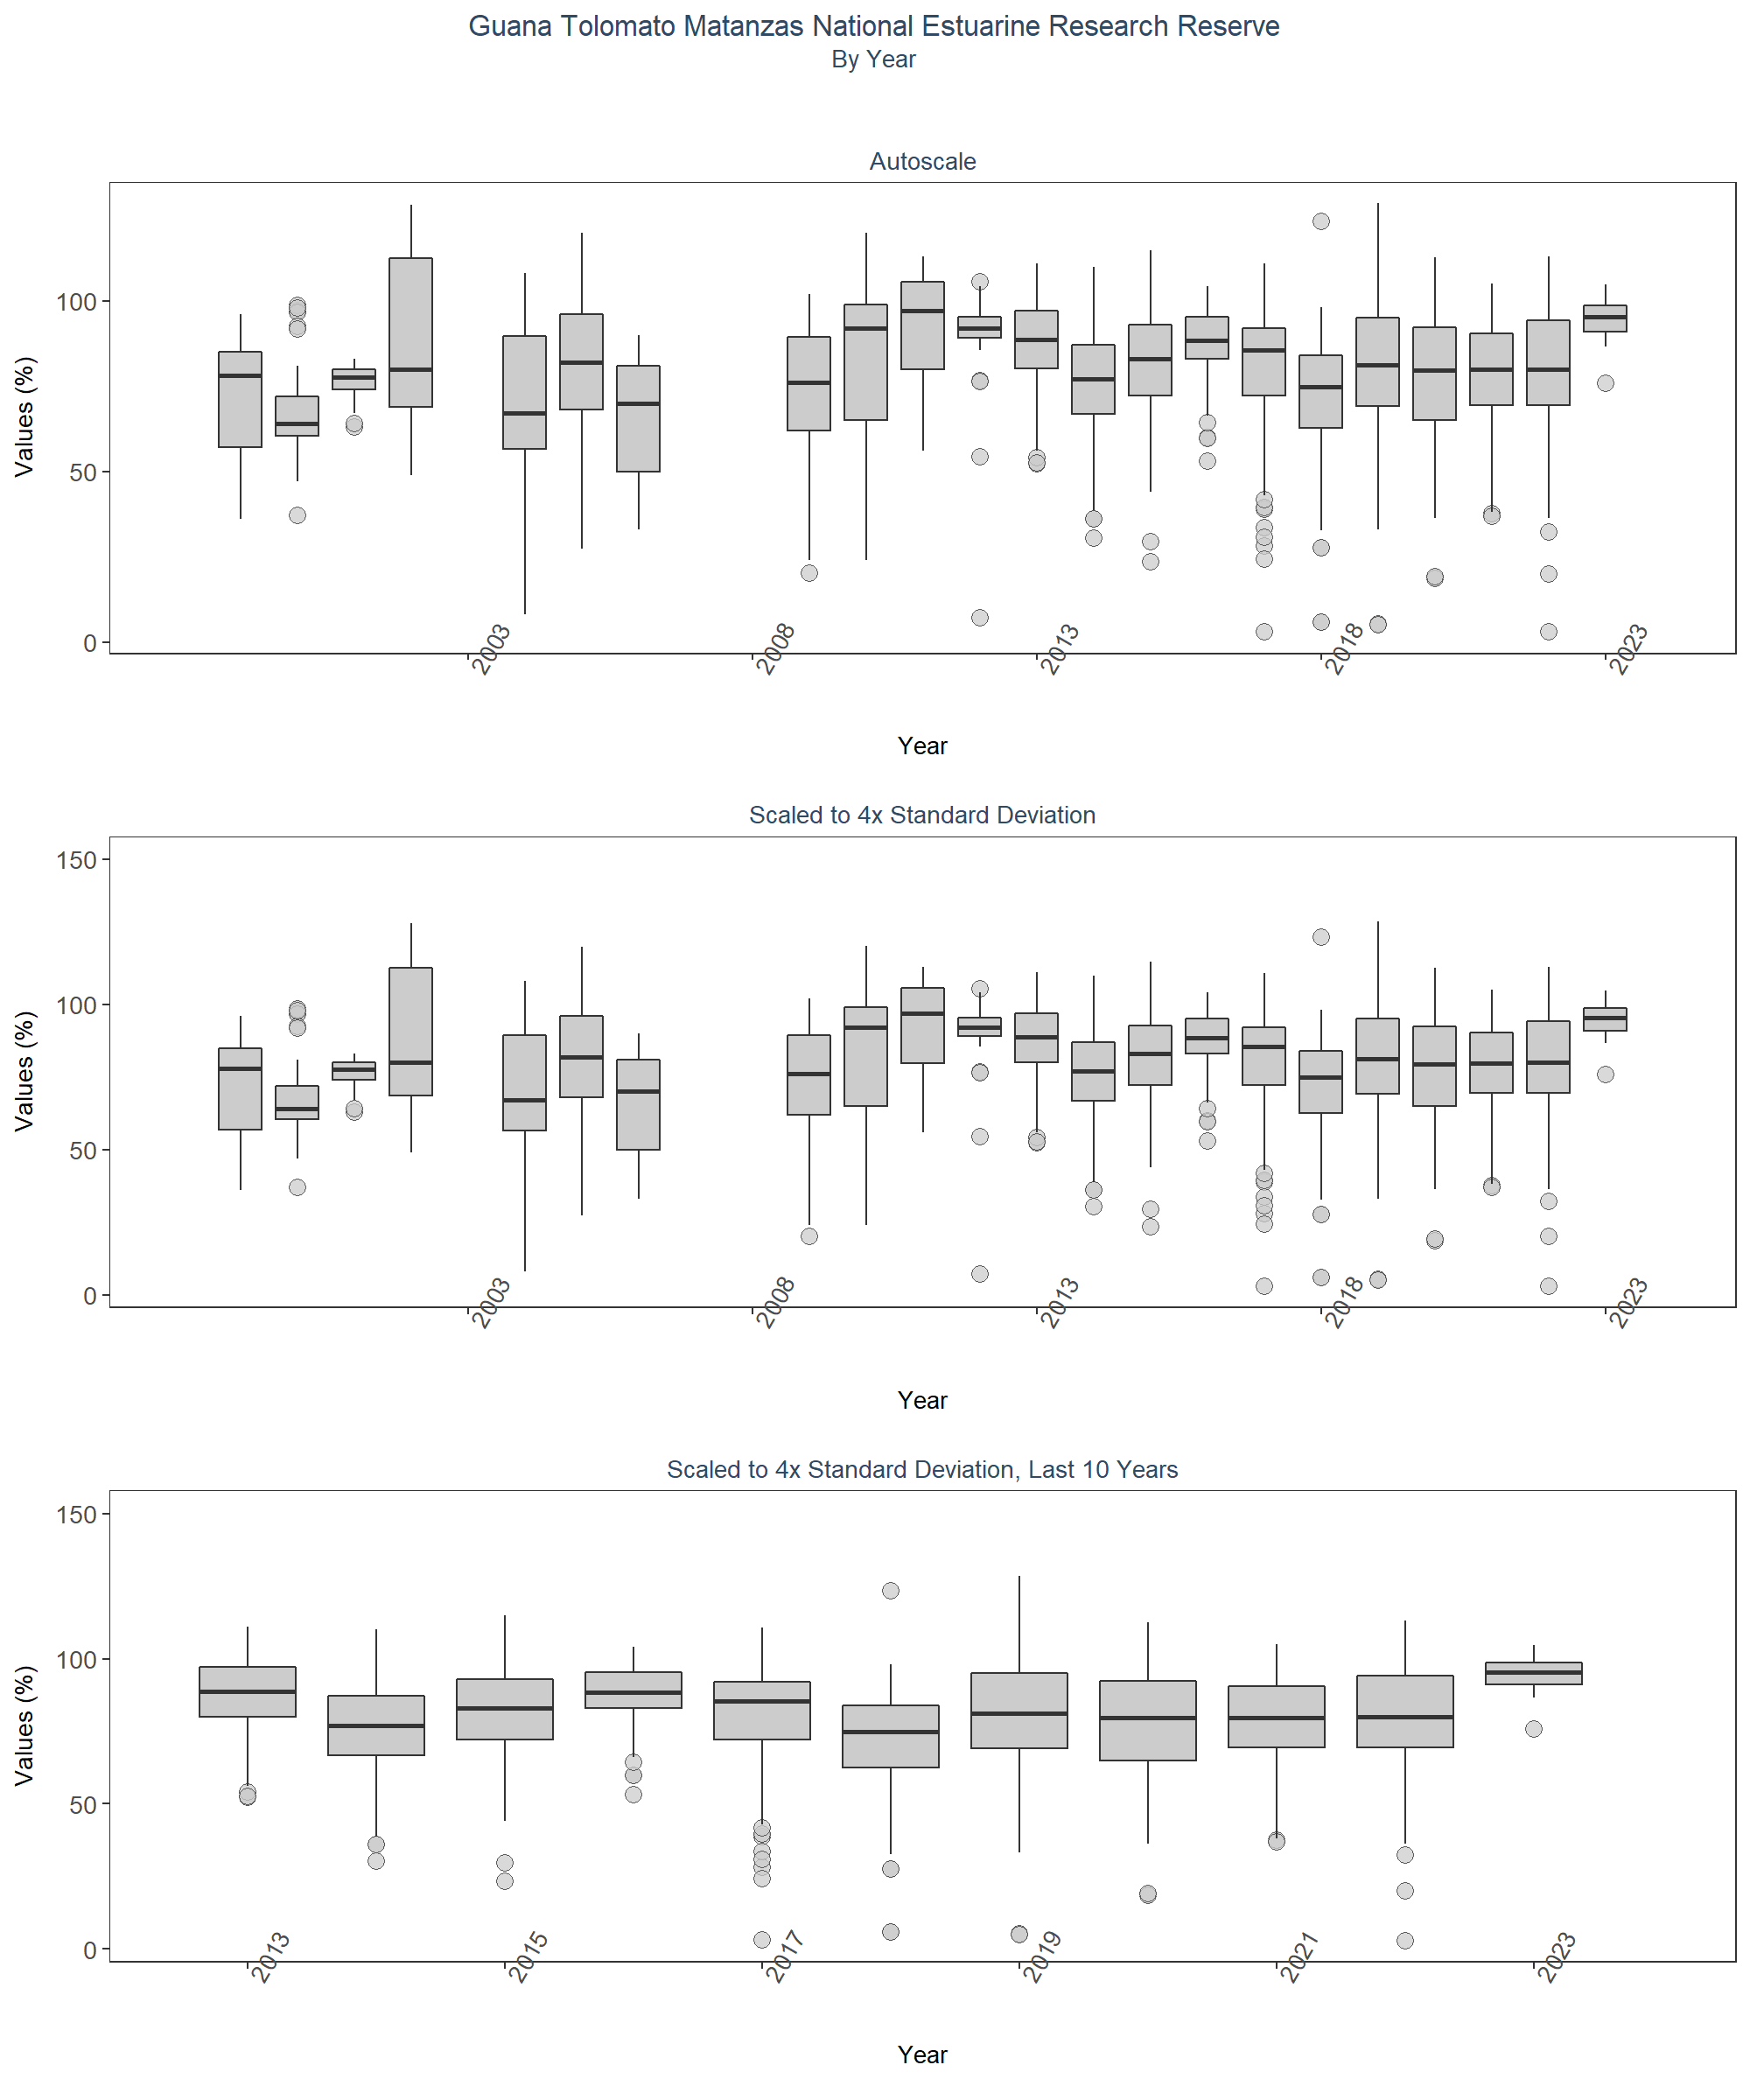 Guana Tolomato Matanzas National Estuarine Research Reserve
By Year
Autoscale
Values (%)
100
50
0
2003
2008
2013
2018
2023
Year
Scaled to 4x Standard Deviation
Values (%)
150
100
50
0
2003
2008
2013
2018
2023
Year
Scaled to 4x Standard Deviation, Last 10 Years
Values (%)
150
100
50
0
2013
2015
2017
2019
2021
2023
Year